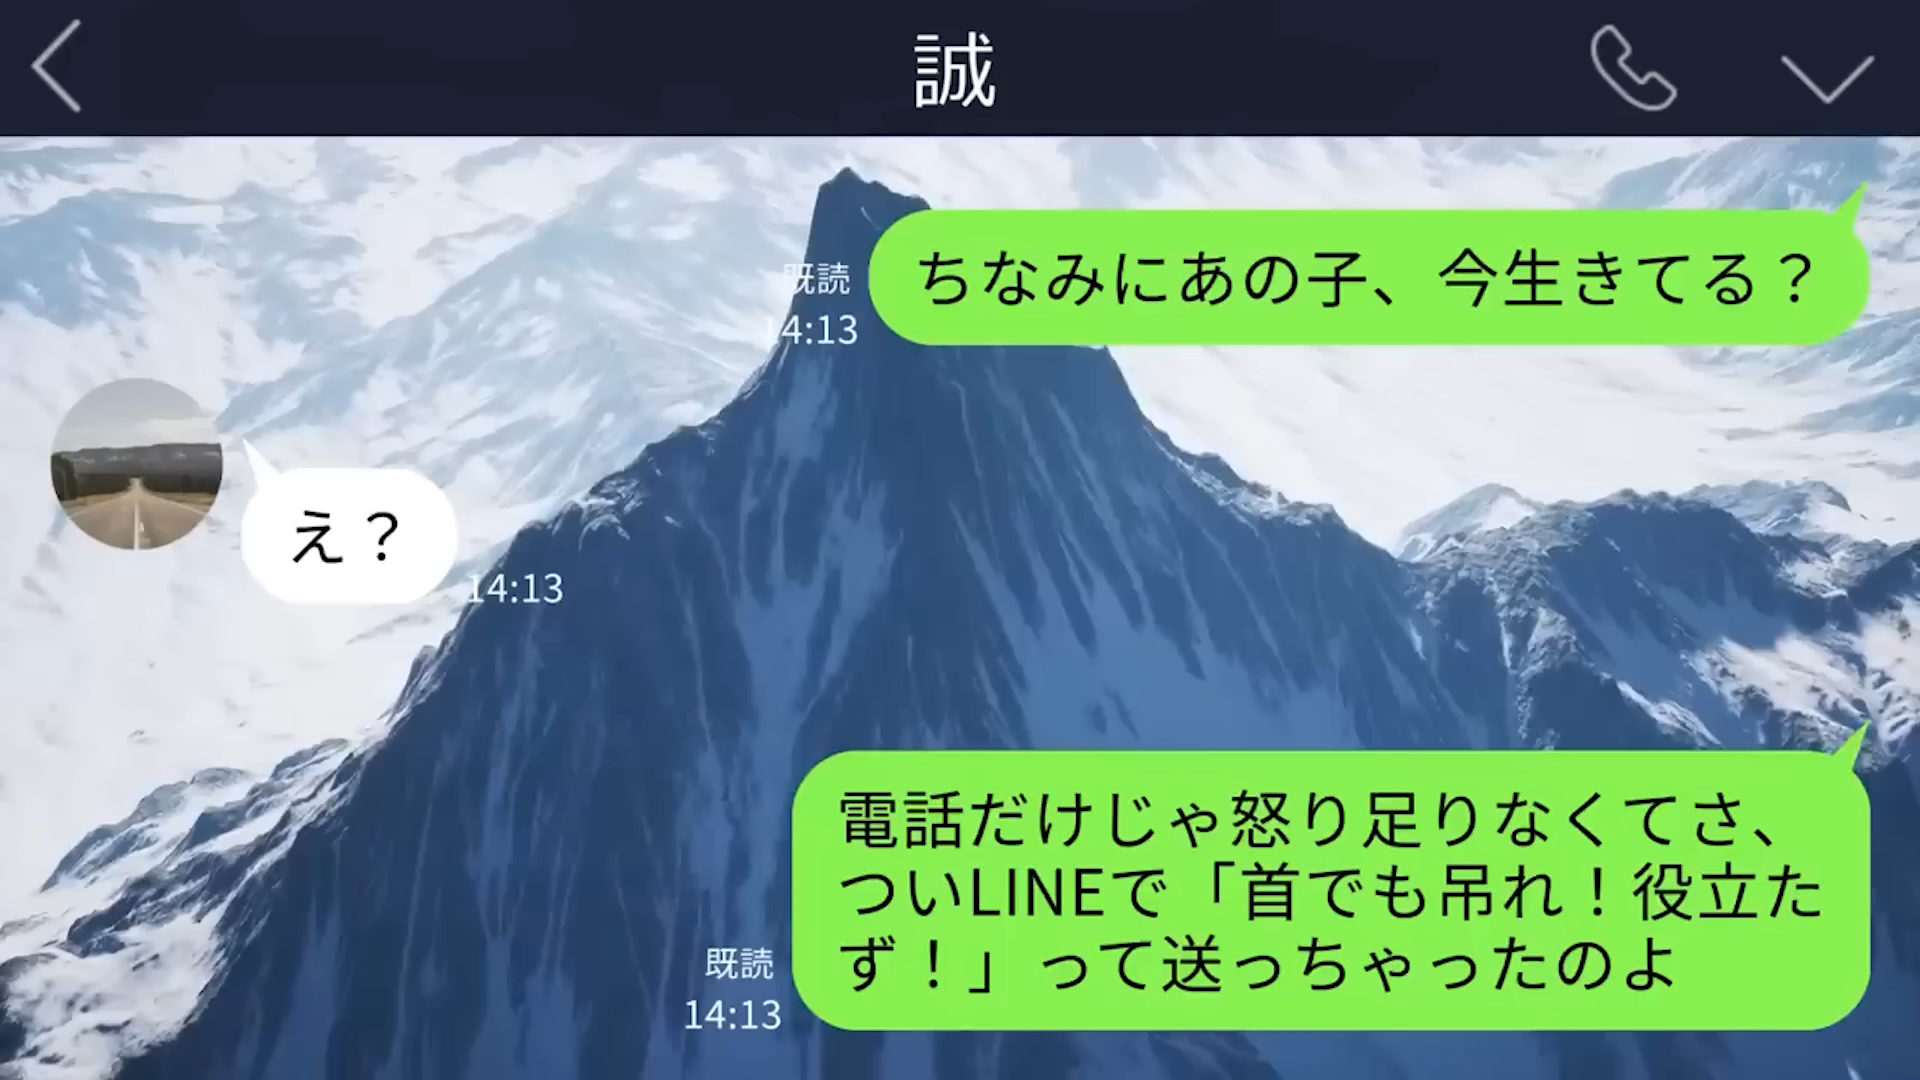 誠
ちなみにあの子、今生きてる？
既読
14:13
え？
14:13
電話だけじゃ怒り足りなくてさ、
ついLINEで「首でも吊れ！役立た
ず！」って送っちゃったのよ
既読
14:13